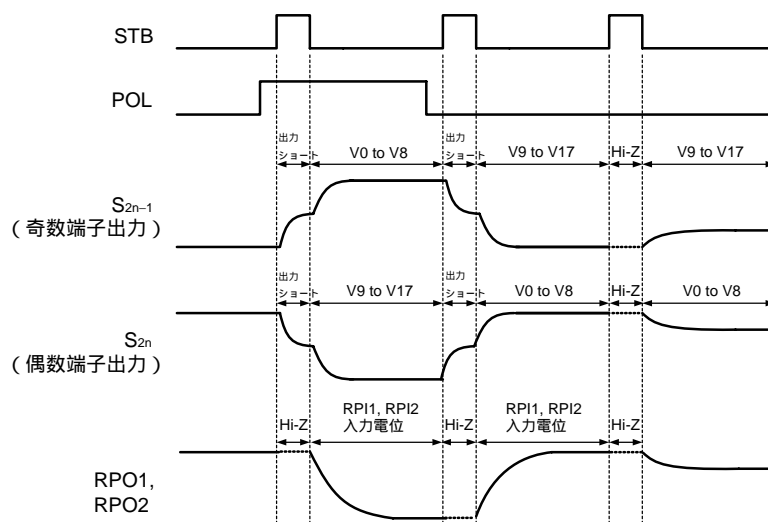 STB
POL
出力
ショート
V0 to V8
出力
ショート
V9 to V17
Hi-Z
V9 to V17
S2n−1
（奇数端子出力）
出力
ショート
V9 to V17
出力
ショート
V0 to V8
Hi-Z
V0 to V8
S2n
（偶数端子出力）
Hi-Z
RPI1, RPI2
入力電位
Hi-Z
RPI1, RPI2
入力電位
Hi-Z
RPO1,
RPO2